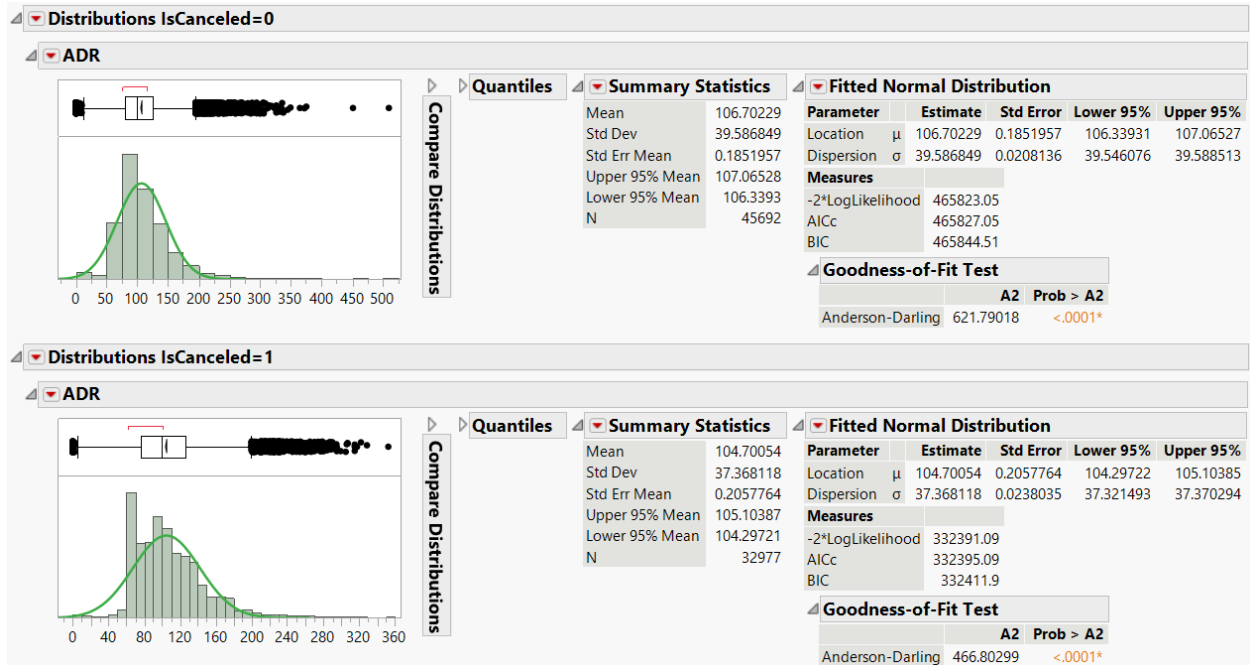 Distributions IsCanceled=0
ADR
0 50 100 150 200 250 300 350 400 450 500
Compare Distributions
Quantiles
Summary Statistics
Mean 106.70229
Std Dev 39.586849
Std Err Mean 0.1851957
Upper 95% Mean 107.06528
Lower 95% Mean 106.3393
N 45692
Fitted Normal Distribution
Parameter Estimate Std Error Lower 95% Upper 95%
Location μ 106.70229 0.1851957 106.33931 107.06527
Dispersion σ 39.586849 0.0208136 39.546076 39.588513
Measures
-2*LogLikelihood 465823.05
AICc 465827.05
BIC 465844.51
Goodness-of-Fit Test
A2 Prob > A2
Anderson-Darling 621.79018 <.0001*
Distributions IsCanceled=1
ADR
0 40 80 120 160 200 240 280 320 360
Compare Distributions
Quantiles
Summary Statistics
Mean 104.70054
Std Dev 37.368118
Std Err Mean 0.2057764
Upper 95% Mean 105.10387
Lower 95% Mean 104.29721
N 32977
Fitted Normal Distribution
Parameter Estimate Std Error Lower 95% Upper 95%
Location μ 104.70054 0.2057764 104.29722 105.10385
Dispersion σ 37.368118 0.0238035 37.321493 37.370294
Measures
-2*LogLikelihood 332391.09
AICc 332395.09
BIC 332411.9
Goodness-of-Fit Test
A2 Prob > A2
Anderson-Darling 466.80299 <.0001*